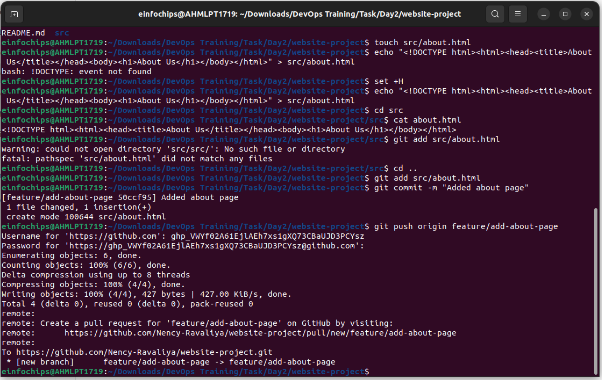 einfochips@AHMLPT1719: ~/Downloads/DevOps Training/Task/Day2/website-project
README.md src
einfochips@AHMLPT1719:~/Downloads/DevOps Training/Task/Day2/website-project$ touch src/about.html
einfochips@AHMLPT1719:~/Downloads/DevOps Training/Task/Day2/website-project$ echo "<!DOCTYPE html><html><head><title>About
Us</title></head><body><h1>About Us</h1></body></html>" > src/about.html
bash: !DOCTYPE: event not found
einfochips@AHMLPT1719:~/Downloads/DevOps Training/Task/Day2/website-project$ set +H
einfochips@AHMLPT1719:~/Downloads/DevOps Training/Task/Day2/website-project$ echo "<!DOCTYPE html><html><head><title>About
Us</title></head><body><h1>About Us</h1></body></html>" > src/about.html
einfochips@AHMLPT1719:~/Downloads/DevOps Training/Task/Day2/website-project$ cd src
einfochips@AHMLPT1719:~/Downloads/DevOps Training/Task/Day2/website-project/src$ cat about.html
<!DOCTYPE html><html><head><title>About Us</title></head><body><h1>About Us</h1></body></html>
einfochips@AHMLPT1719:~/Downloads/DevOps Training/Task/Day2/website-project/src$ git add src/about.html
warning: could not open directory 'src/src/': No such file or directory
fatal: pathspec 'src/about.html' did not match any files
einfochips@AHMLPT1719:~/Downloads/DevOps Training/Task/Day2/website-project/src$ cd ..
einfochips@AHMLPT1719:~/Downloads/DevOps Training/Task/Day2/website-project$ git add src/about.html
einfochips@AHMLPT1719:~/Downloads/DevOps Training/Task/Day2/website-project$ git commit -m "Added about page"
[feature/add-about-page 50ccf95] Added about page
1 file changed, 1 insertion(+)
create mode 100644 src/about.html
einfochips@AHMLPT1719:~/Downloads/DevOps Training/Task/Day2/website-project$ git push origin feature/add-about-page
Username for 'https://github.com':
Password for
Enumerating objects: 6, done.
Counting objects: 100% (6/6), done.
Delta compression using up to 8 threads
Compressing objects: 100% (2/2), done.
Writing objects: 100% (4/4), 427 bytes | 427.00 KiB/s, done.
Total 4 (delta 0), reused 0 (delta 0), pack-reused 0
remote:
remote: Create a pull request for 'feature/add-about-page' on GitHub by visiting:
remote: https://github.com/Nency-Ravaliya/website-project/pull/new/feature/add-about-page
remote:
To https://github.com/Nency-Ravaliya/website-project.git
* [new branch] feature/add-about-page -> feature/add-about-page
einfochips@AHMLPT1719:~/Downloads/DevOps Training/Task/Day2/website-project$